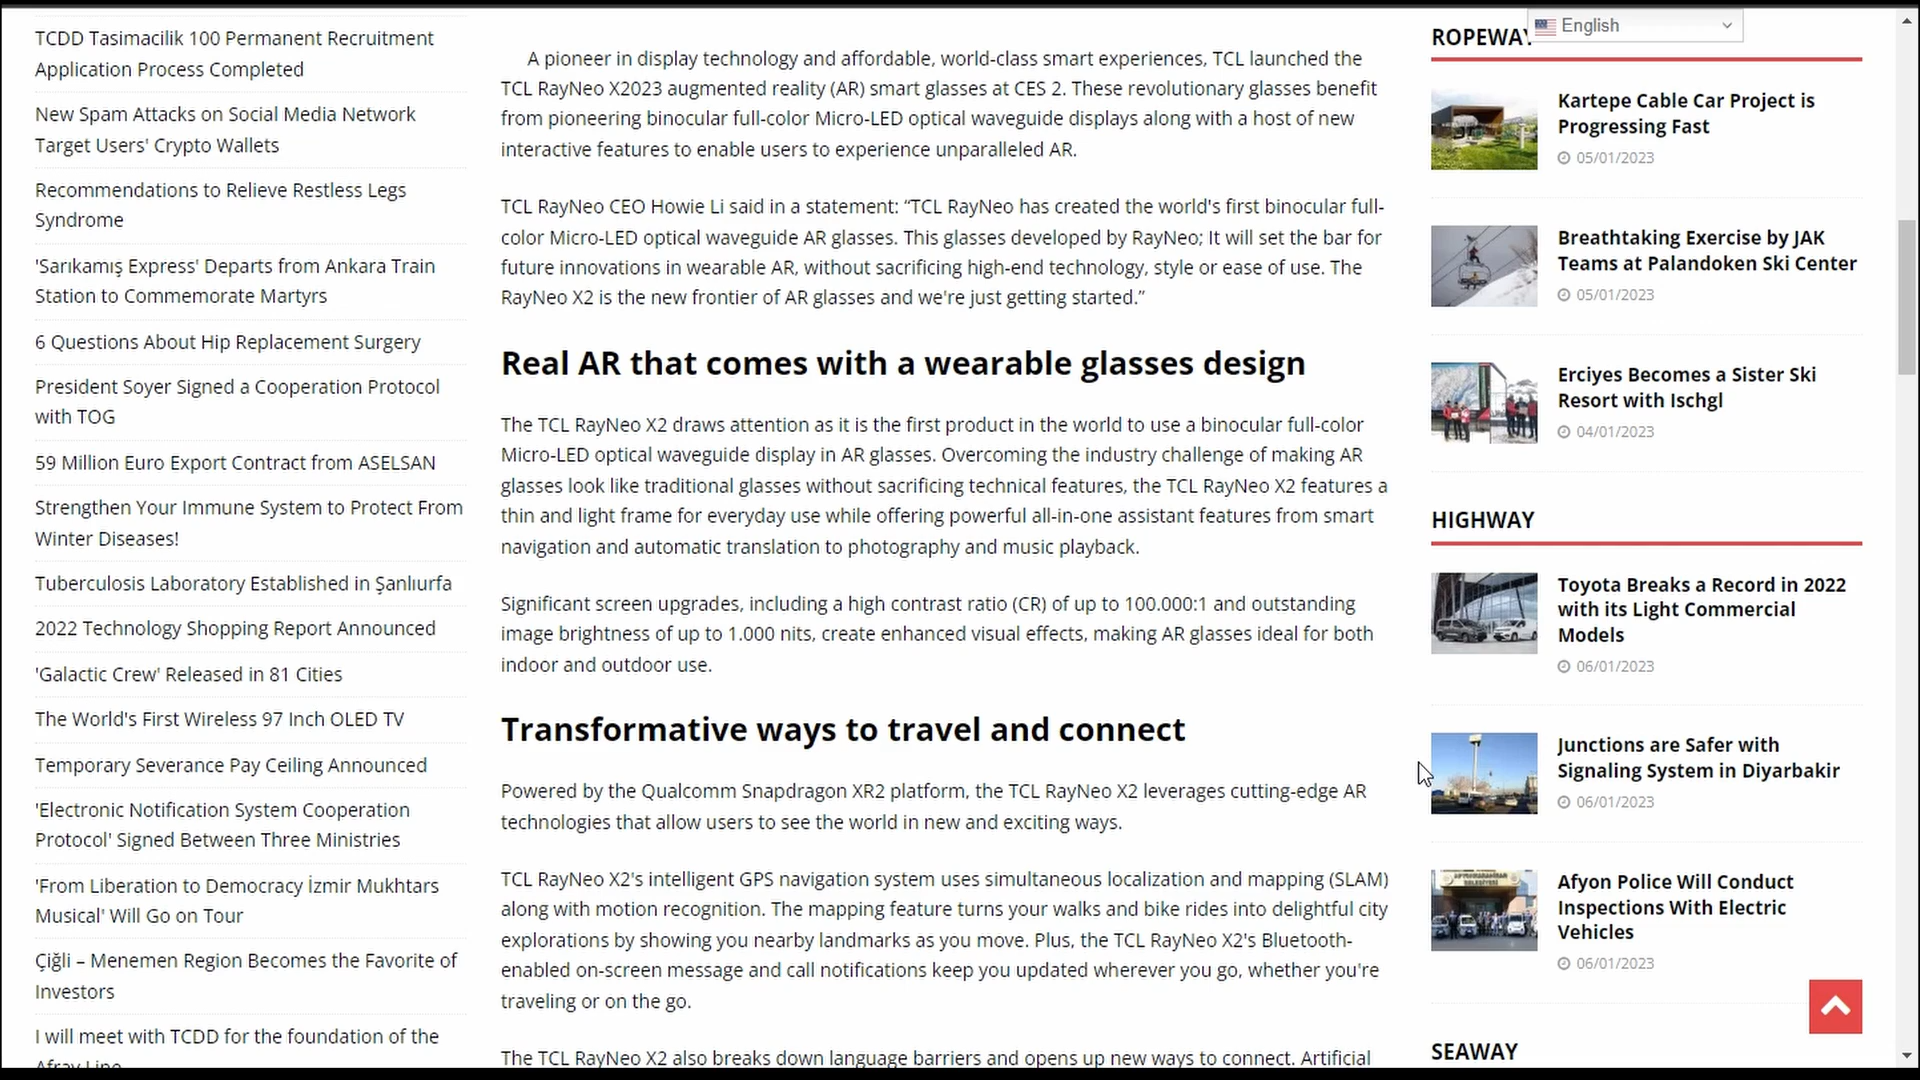 TCDD Tasimacilik 100 Permanent Recruitment
Application Process Completed
New Spam Attacks on Social Media Network
Target Users' Crypto Wallets
Recommendations to Relieve Restless Legs
Syndrome
'Sarıkamış Express' Departs from Ankara Train
Station to Commemorate Martyrs
6 Questions About Hip Replacement Surgery
President Soyer Signed a Cooperation Protocol
with TOG
59 Million Euro Export Contract from ASELSAN
Strengthen Your Immune System to Protect From
Winter Diseases!
Tuberculosis Laboratory Established in Şanlıurfa
2022 Technology Shopping Report Announced
'Galactic Crew' Released in 81 Cities
The World's First Wireless 97 Inch OLED TV
Temporary Severance Pay Ceiling Announced
'Electronic Notification System Cooperation
Protocol' Signed Between Three Ministries
'From Liberation to Democracy İzmir Mukhtars
Musical' Will Go on Tour
Çiğli – Menemen Region Becomes the Favorite of
Investors
I will meet with TCDD for the foundation of the
Afray Line
A pioneer in display technology and affordable, world-class smart experiences, TCL launched the
TCL RayNeo X2023 augmented reality (AR) smart glasses at CES 2. These revolutionary glasses benefit
from pioneering binocular full-color Micro-LED optical waveguide displays along with a host of new
interactive features to enable users to experience unparalleled AR.
TCL RayNeo CEO Howie Li said in a statement: “TCL RayNeo has created the world's first binocular full-
color Micro-LED optical waveguide AR glasses. This glasses developed by RayNeo; It will set the bar for
future innovations in wearable AR, without sacrificing high-end technology, style or ease of use. The
RayNeo X2 is the new frontier of AR glasses and we're just getting started.”
Real AR that comes with a wearable glasses design
The TCL RayNeo X2 draws attention as it is the first product in the world to use a binocular full-color
Micro-LED optical waveguide display in AR glasses. Overcoming the industry challenge of making AR
glasses look like traditional glasses without sacrificing technical features, the TCL RayNeo X2 features a
thin and light frame for everyday use while offering powerful all-in-one assistant features from smart
navigation and automatic translation to photography and music playback.
Significant screen upgrades, including a high contrast ratio (CR) of up to 100.000:1 and outstanding
image brightness of up to 1.000 nits, create enhanced visual effects, making AR glasses ideal for both
indoor and outdoor use.
Transformative ways to travel and connect
Powered by the Qualcomm Snapdragon XR2 platform, the TCL RayNeo X2 leverages cutting-edge AR
technologies that allow users to see the world in new and exciting ways.
TCL RayNeo X2's intelligent GPS navigation system uses simultaneous localization and mapping (SLAM)
along with motion recognition. The mapping feature turns your walks and bike rides into delightful city
explorations by showing you nearby landmarks as you move. Plus, the TCL RayNeo X2's Bluetooth-
enabled on-screen message and call notifications keep you updated wherever you go, whether you're
traveling or on the go.
The TCL RayNeo X2 also breaks down language barriers and opens up new ways to connect. Artificial
English
ROPEWAY
Kartepe Cable Car Project is
Progressing Fast
05/01/2023
Breathtaking Exercise by JAK
Teams at Palandoken Ski Center
05/01/2023
Erciyes Becomes a Sister Ski
Resort with Ischgl
04/01/2023
HIGHWAY
Toyota Breaks a Record in 2022
with its Light Commercial
Models
06/01/2023
Junctions are Safer with
Signaling System in Diyarbakir
06/01/2023
Afyon Police Will Conduct
Inspections With Electric
Vehicles
06/01/2023
SEAWAY